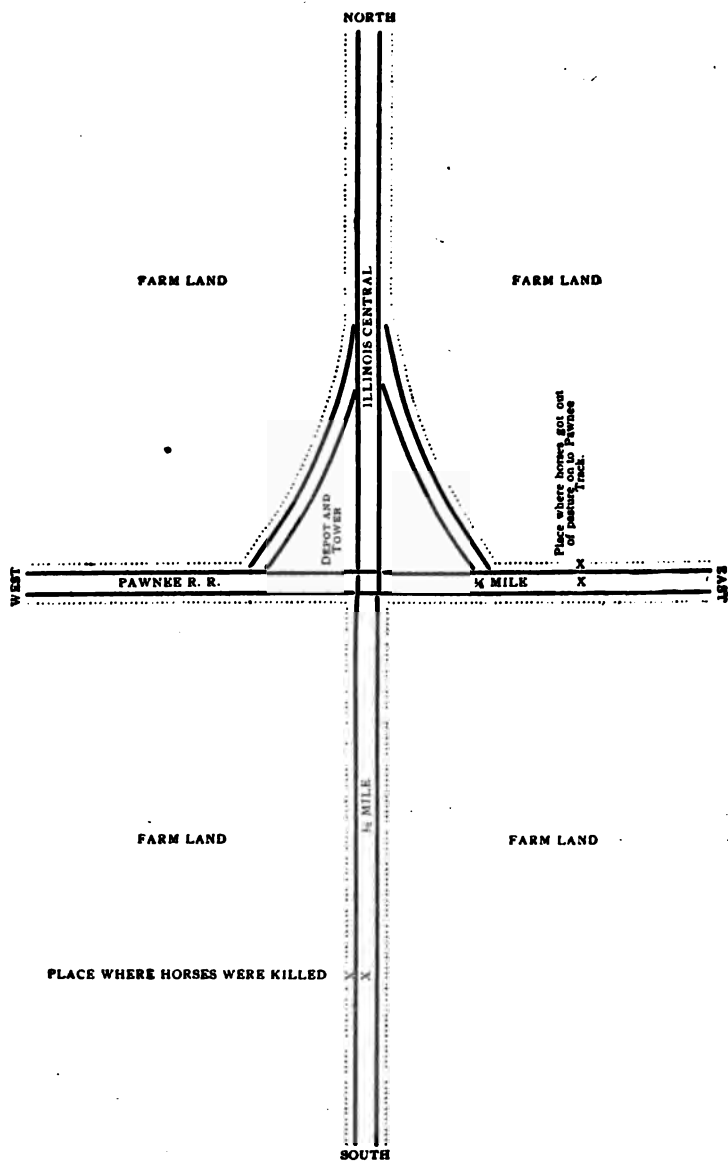 NORTH
FARM LAND
FARM LAND
ILLINOIS CENTRAL
Place where horses got out
of pasture on to Pawnee
Track.
DEPOT AND
TOWER
X
WEST
PAWNEE R. R.
MILE
X
EAST
MILE
FARM LAND
FARM LAND
PLACE WHERE HORSES WERE KILLED
X X
SOUTH